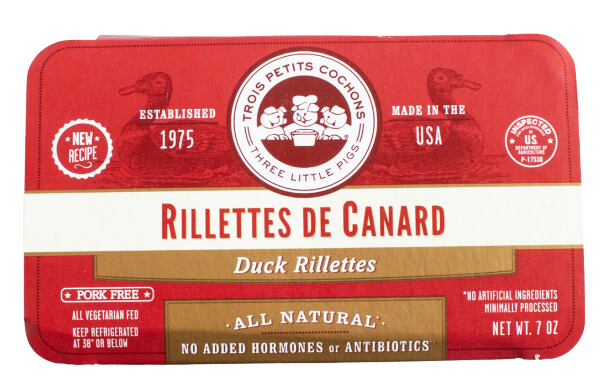 TROIS PETITS COCHONS
THREE LITTLE PIGS
ESTABLISHED
1975
MADE IN THE
USA
NEW
RECIPE
INSPECTED
U.S.
DEPARTMENT OF
AGRICULTURE
P-17530
RILLETTES DE CANARD
Duck Rillettes
★ PORK FREE ★
ALL VEGETARIAN FED
KEEP REFRIGERATED
AT 38° OR BELOW
·ALL NATURAL*·
NO ADDED HORMONES or ANTIBIOTICS**
*NO ARTIFICIAL INGREDIENTS
MINIMALLY PROCESSED
NET WT. 7 OZ